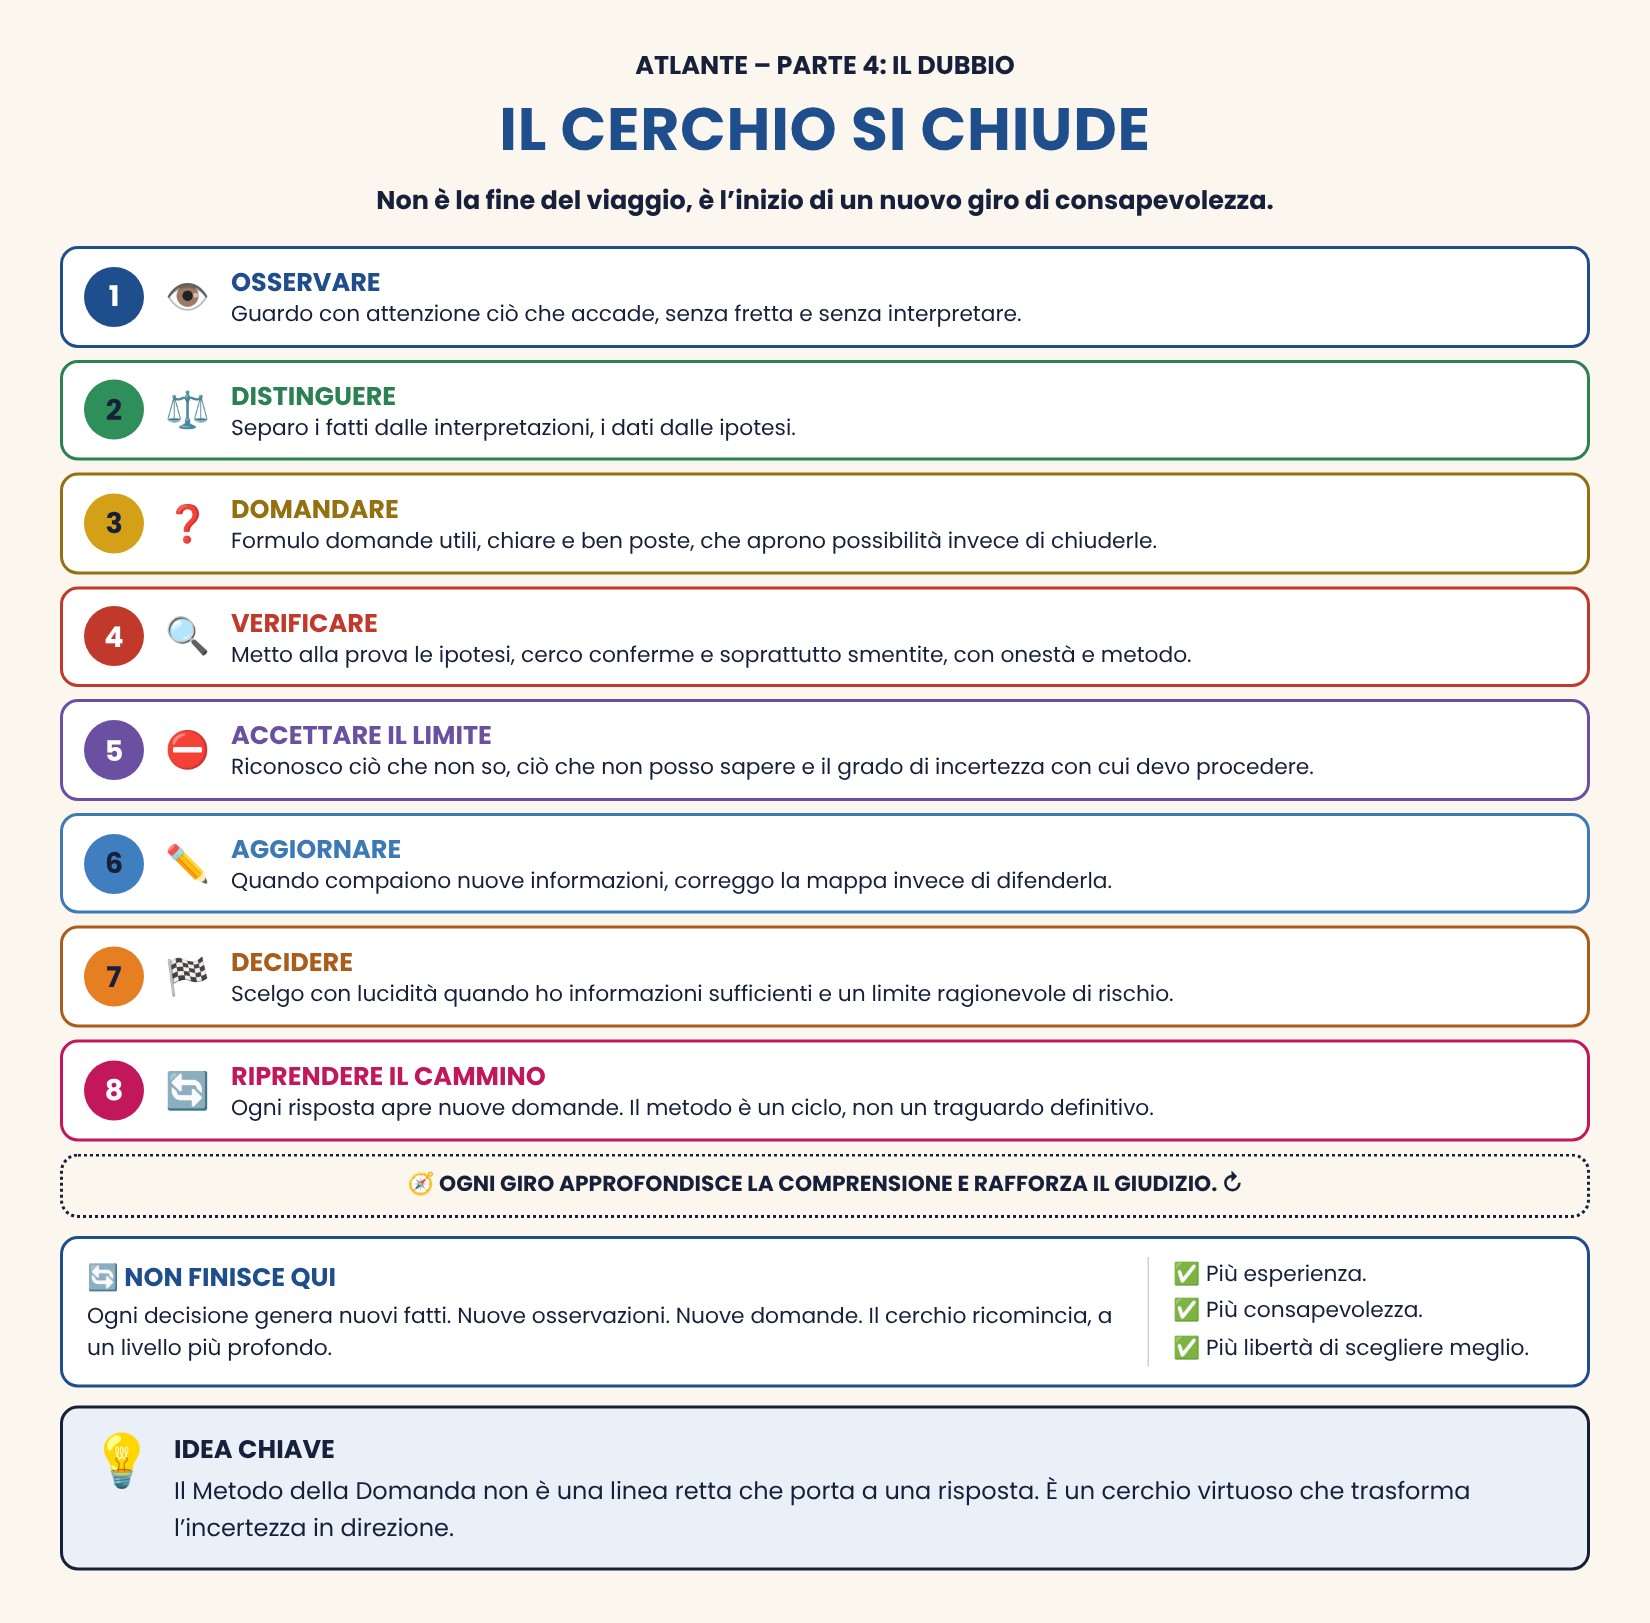 ATLANTE – PARTE 4: IL DUBBIO
IL CERCHIO SI CHIUDE
Non è la fine del viaggio, è l’inizio di un nuovo giro di consapevolezza.
1
OSSERVARE
Guardo con attenzione ciò che accade, senza fretta e senza interpretare.
2
DISTINGUERE
Separo i fatti dalle interpretazioni, i dati dalle ipotesi.
3
DOMANDARE
Formulo domande utili, chiare e ben poste, che aprono possibilità invece di chiuderle.
4
VERIFICARE
Metto alla prova le ipotesi, cerco conferme e soprattutto smentite, con onestà e metodo.
5
ACCETTARE IL LIMITE
Riconosco ciò che non so, ciò che non posso sapere e il grado di incertezza con cui devo procedere.
6
AGGIORNARE
Quando compaiono nuove informazioni, correggo la mappa invece di difenderla.
7
DECIDERE
Scelgo con lucidità quando ho informazioni sufficienti e un limite ragionevole di rischio.
8
RIPRENDERE IL CAMMINO
Ogni risposta apre nuove domande. Il metodo è un ciclo, non un traguardo definitivo.
🧭 OGNI GIRO APPROFONDISCE LA COMPRENSIONE E RAFFORZA IL GIUDIZIO. ↻
🔄 NON FINISCE QUI
Ogni decisione genera nuovi fatti. Nuove osservazioni. Nuove domande. Il cerchio ricomincia, a
un livello più profondo.
✅ Più esperienza.
✅ Più consapevolezza.
✅ Più libertà di scegliere meglio.
IDEA CHIAVE
Il Metodo della Domanda non è una linea retta che porta a una risposta. È un cerchio virtuoso che trasforma
l’incertezza in direzione.